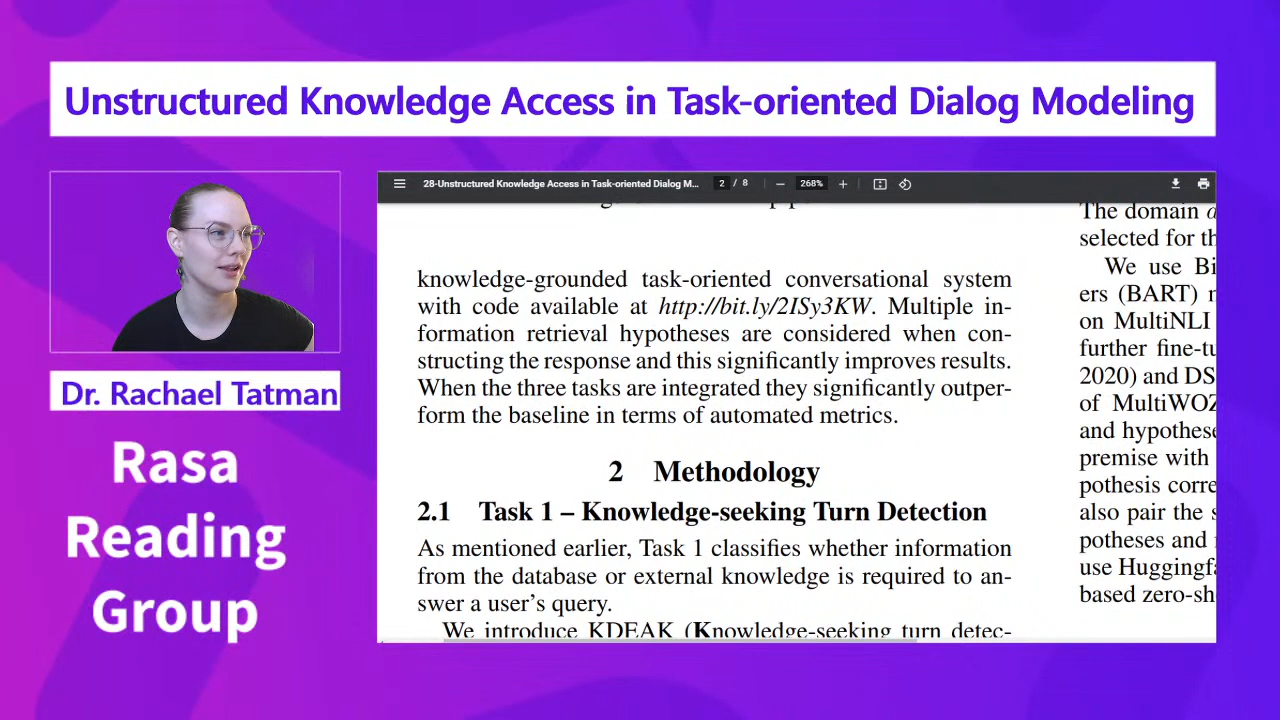 Unstructured Knowledge Access in Task-oriented Dialog Modeling
28-Unstructured Knowledge Access in Task-oriented Dialog M...
2 / 8
268%
knowledge-grounded task-oriented conversational system
with code available at http://bit.ly/2ISy3KW. Multiple in-
formation retrieval hypotheses are considered when con-
structing the response and this significantly improves results.
When the three tasks are integrated they significantly outper-
form the baseline in terms of automated metrics.
2 Methodology
2.1 Task 1 – Knowledge-seeking Turn Detection
As mentioned earlier, Task 1 classifies whether information
from the database or external knowledge is required to an-
swer a user's query.
We introduce KDEAK (Knowledge-seeking turn detec-
The domain d
selected for th
We use Bi
ers (BART) m
on MultiNLI
further fine-tu
2020) and DS
of MultiWOZ
and hypothese
premise with
pothesis corre
also pair the s
potheses and
use Huggingfa
based zero-sh
Dr. Rachael Tatman
Rasa
Reading
Group